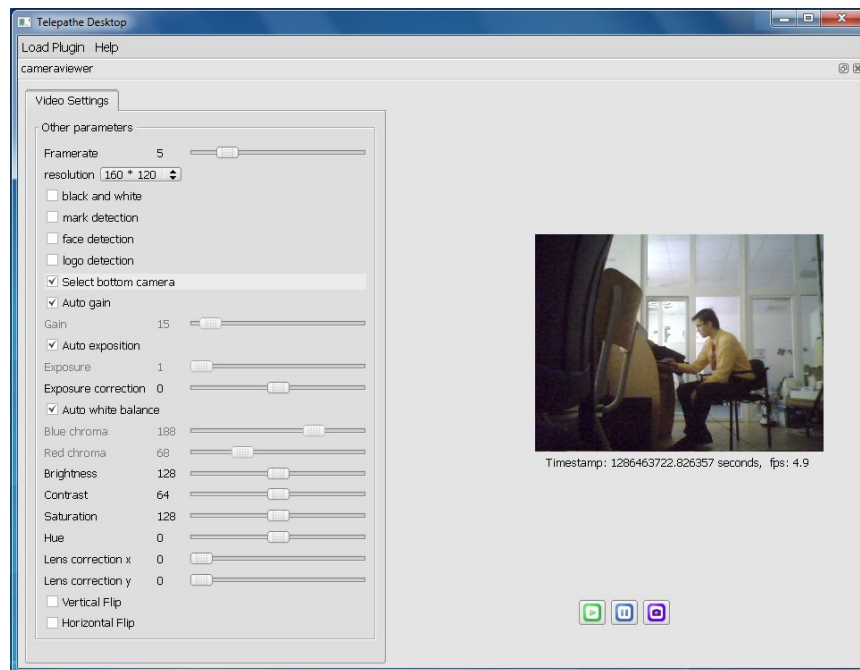 Telepathe Desktop
Load Plugin Help
cameraviewer
Video Settings
Other parameters
Framerate 5
resolution 160 * 120
black and white
mark detection
face detection
logo detection
Select bottom camera
Auto gain
Gain 15
Auto exposition
Exposure 1
Exposure correction 0
Auto white balance
Blue chroma 188
Red chroma 68
Brightness 128
Contrast 64
Saturation 128
Hue 0
Lens correction x 0
Lens correction y 0
Vertical Flip
Horizontal Flip
Timestamp: 1286463722.826357 seconds, fps: 4.9